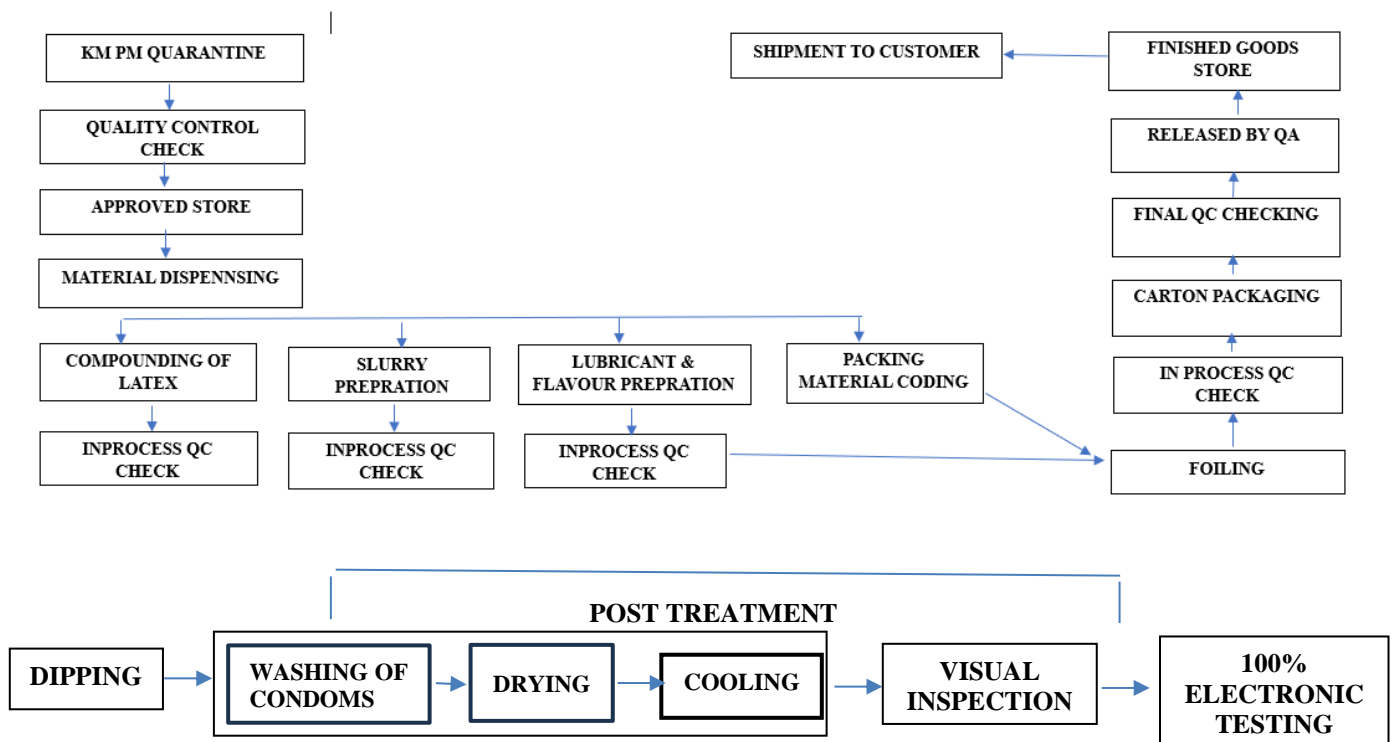 KM PM QUARANTINE
QUALITY CONTROL
CHECK
APPROVED STORE
MATERIAL DISPENNSING
COMPOUNDING OF
LATEX
INPROCESS QC
CHECK
SLURRY
PREPRATION
INPROCESS QC
CHECK
LUBRICANT &
FLAVOUR PREPRATION
INPROCESS QC
CHECK
PACKING
MATERIAL CODING
SHIPMENT TO CUSTOMER
FINISHED GOODS
STORE
RELEASED BY QA
FINAL QC CHECKING
CARTON PACKAGING
IN PROCESS QC
CHECK
FOILING
POST TREATMENT
DIPPING
WASHING OF
CONDOMS
DRYING
COOLING
VISUAL
INSPECTION
100%
ELECTRONIC
TESTING